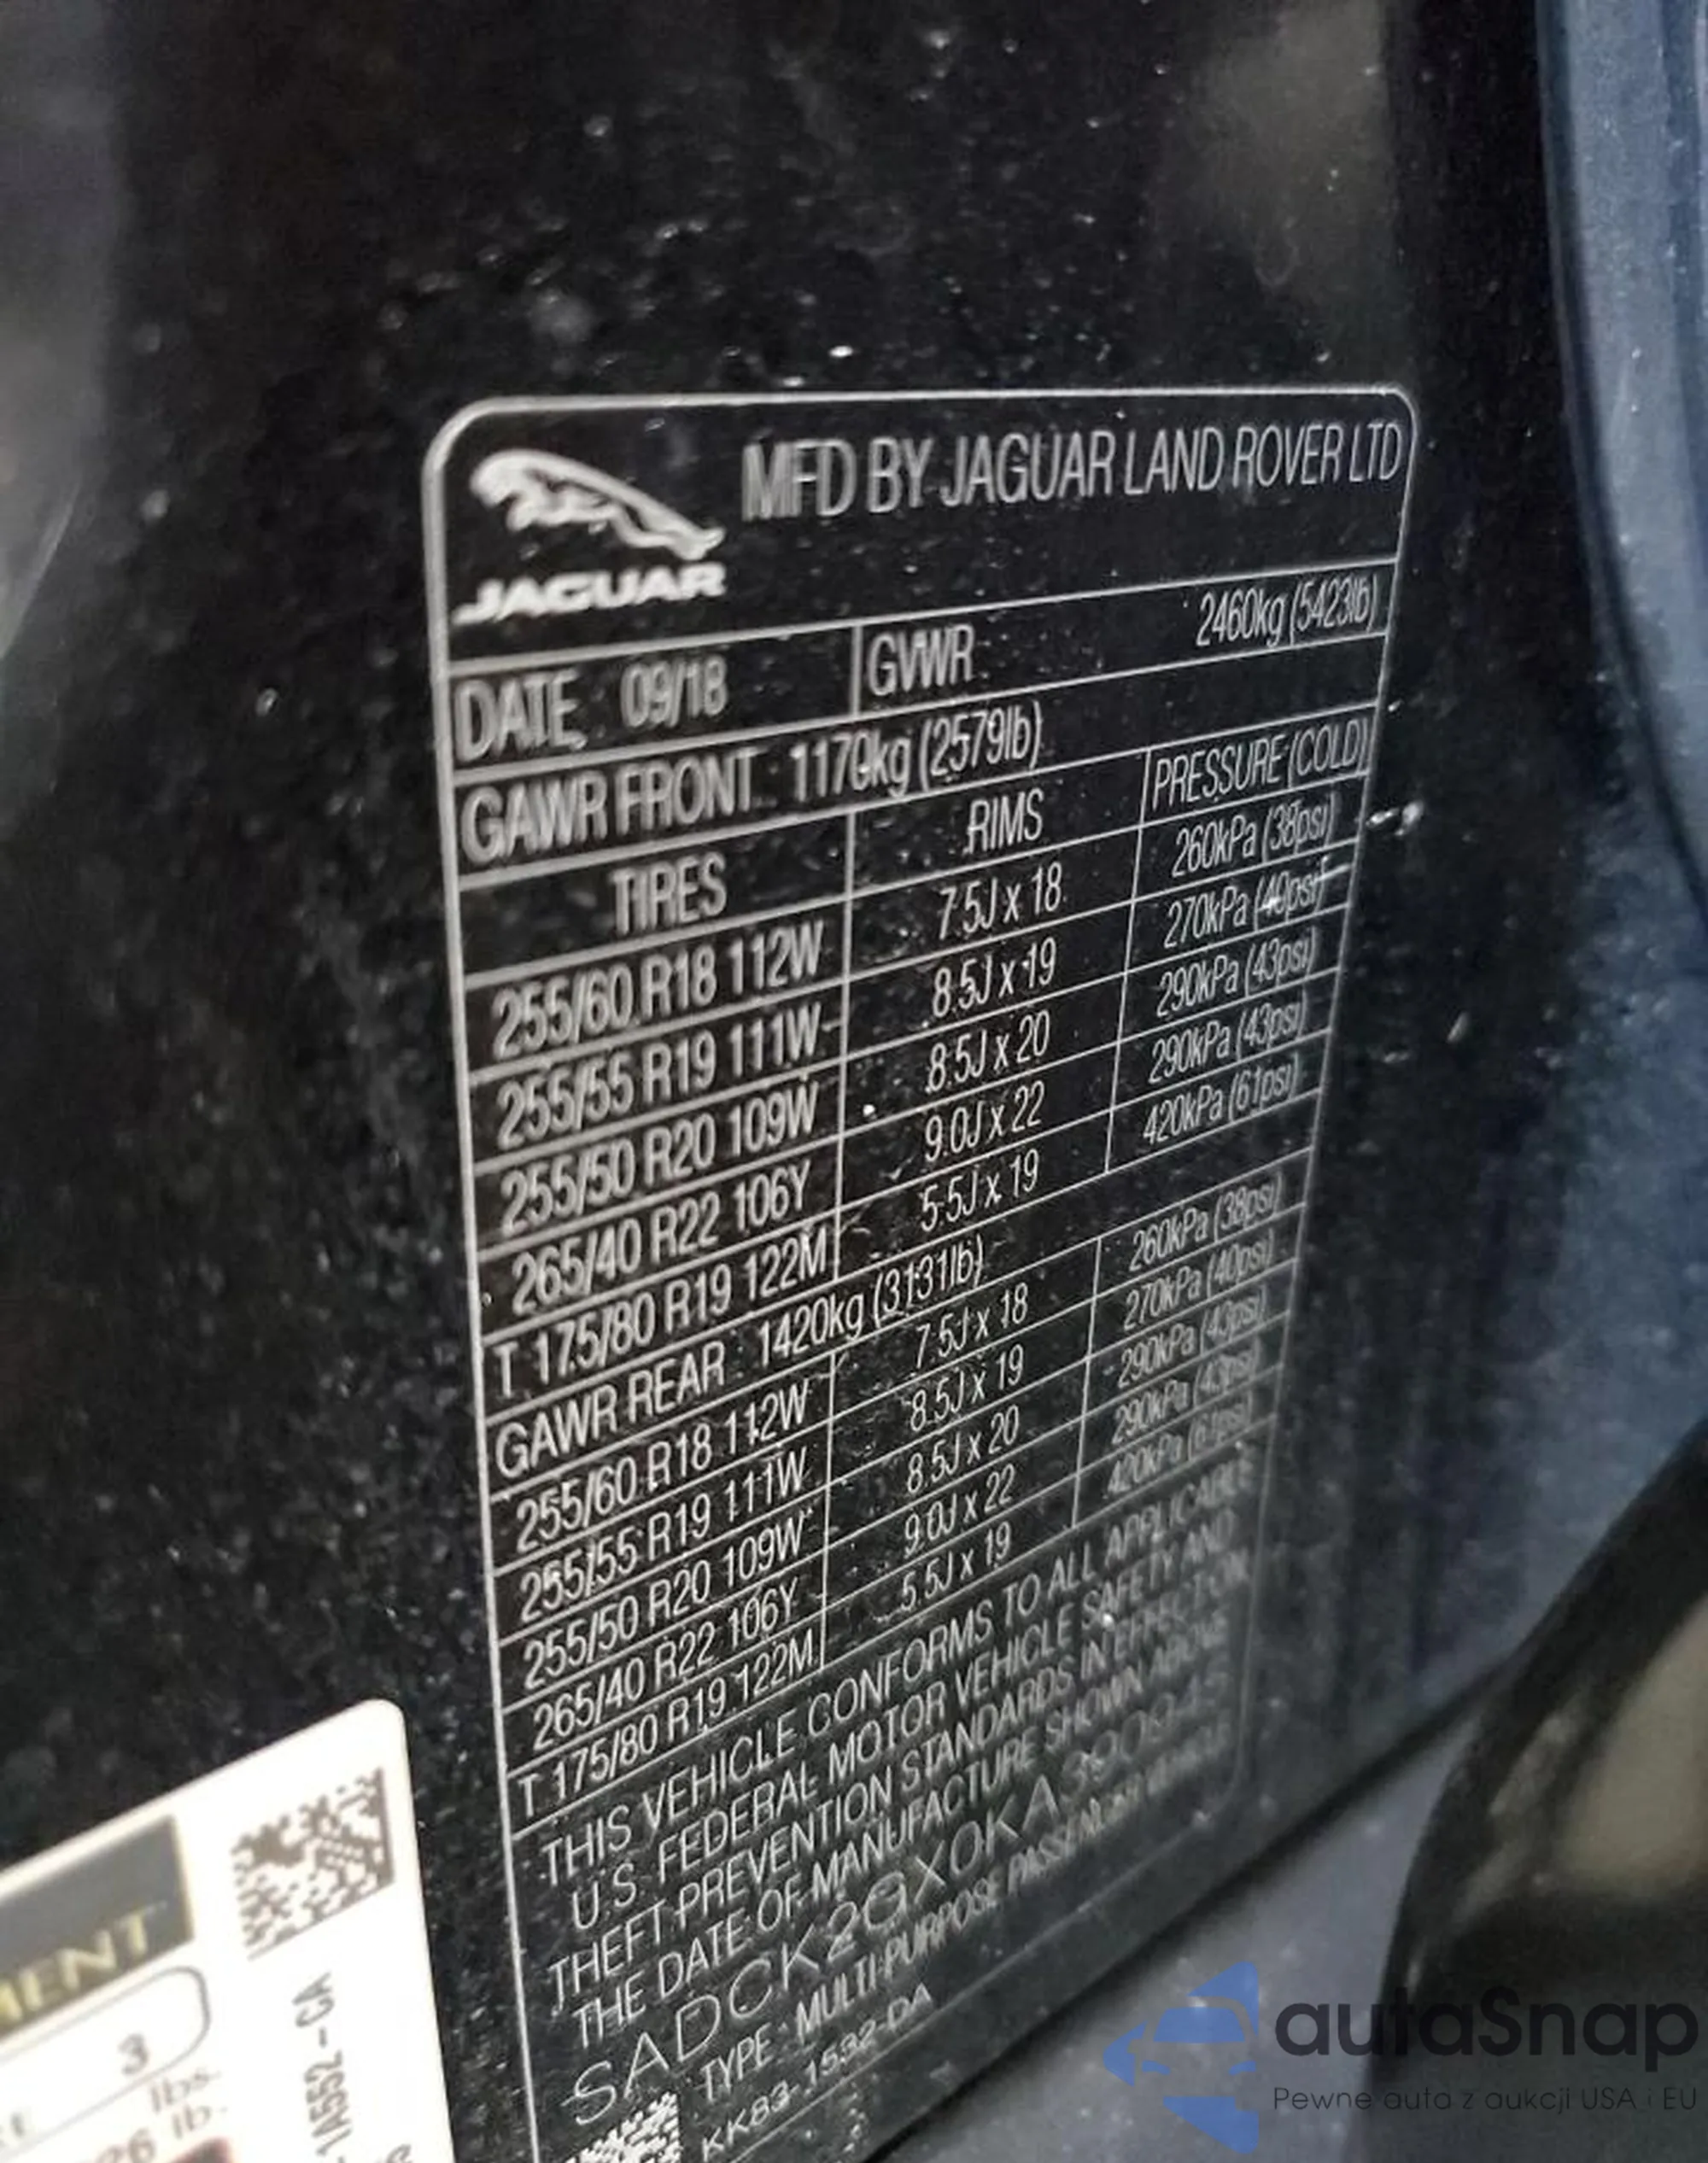 JAGUAR
MFD BY JAGUAR LAND ROVER LTD
DATE 09/18 GVWR 2460kg (5423lb)
GAWR FRONT 1170kg (2579lb)
TIRES RIMS PRESSURE (COLD)
255/60 R18 112W 7.5J x 18 260kPa (38psi)
255/55 R19 111W 8.5J x 19 270kPa (40psi)
255/50 R20 109W 8.5J x 20 290kPa (43psi)
265/40 R22 106Y 9.0J x 22 290kPa (43psi)
T 175/80 R19 122M 5.5J x 19 420kPa (61psi)
GAWR REAR 1420kg (3131lb)
255/60 R18 112W 7.5J x 18 260kPa (38psi)
255/55 R19 111W 8.5J x 19 270kPa (40psi)
255/50 R20 109W 8.5J x 20 290kPa (43psi)
265/40 R22 106Y 9.0J x 22 290kPa (43psi)
T 175/80 R19 122M 5.5J x 19 420kPa (61psi)
THIS VEHICLE CONFORMS TO ALL APPLICABLE
U.S. FEDERAL MOTOR VEHICLE SAFETY AND
THEFT PREVENTION STANDARDS IN EFFECT ON
THE DATE OF MANUFACTURE SHOWN ABOVE
TYPE MULTI-PURPOSE PASSENGER VEHICLE
KK83-1532-DA
MENT
3
lbs.
26 lb.
-1A552-CA
autaSnap
Pewne auta z aukcji USA i EU